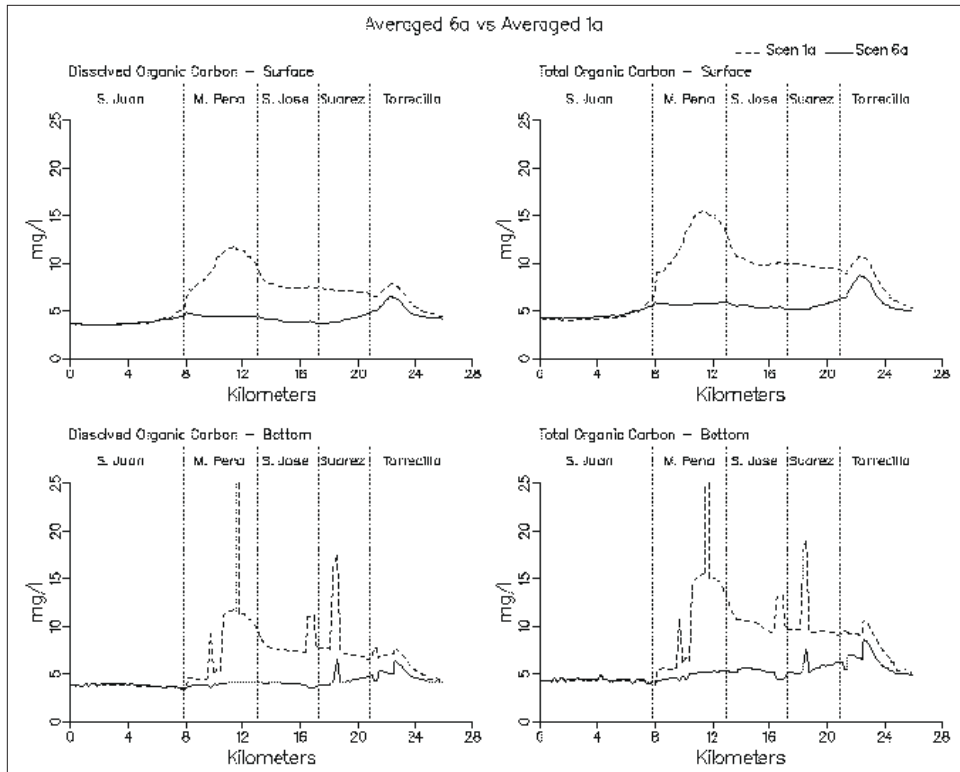 Averaged 6a vs Averaged 1a
Scen 1a Scen 6a
Dissolved Organic Carbon – Surface
S. Juan M. Pena S. Jose Suarez Torrecilla
25
20
15
10
5
0
mg/l
0 4 8 12 16 20 24 28
Kilometers
Total Organic Carbon – Surface
S. Juan M. Pena S. Jose Suarez Torrecilla
25
20
15
10
5
0
mg/l
0 4 8 12 16 20 24 28
Kilometers
Dissolved Organic Carbon – Bottom
S. Juan M. Pena S. Jose Suarez Torrecilla
25
20
15
10
5
0
mg/l
0 4 8 12 16 20 24 28
Kilometers
Total Organic Carbon – Bottom
S. Juan M. Pena S. Jose Suarez Torrecilla
25
20
15
10
5
0
mg/l
0 4 8 12 16 20 24 28
Kilometers